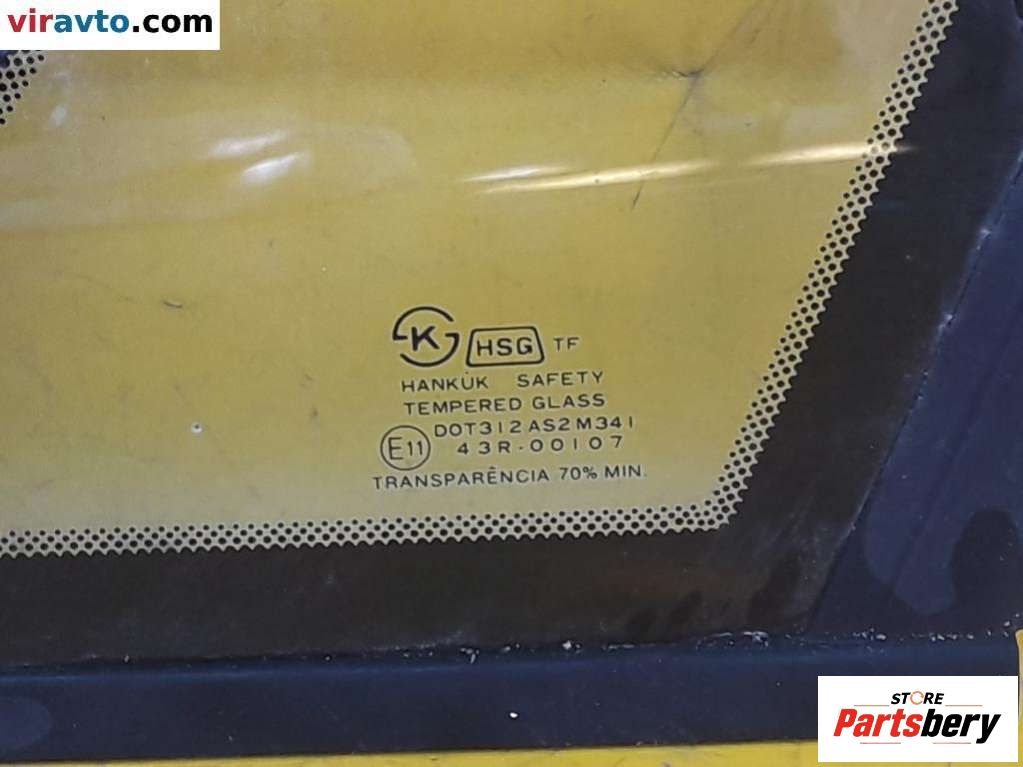 viravto.com
K HSG TF
HANKUK SAFETY
TEMPERED GLASS
DOT312 AS2 M341
E11 43R-00107
TRANSPARÊNCIA 70% MIN.
STORE
Partsbery